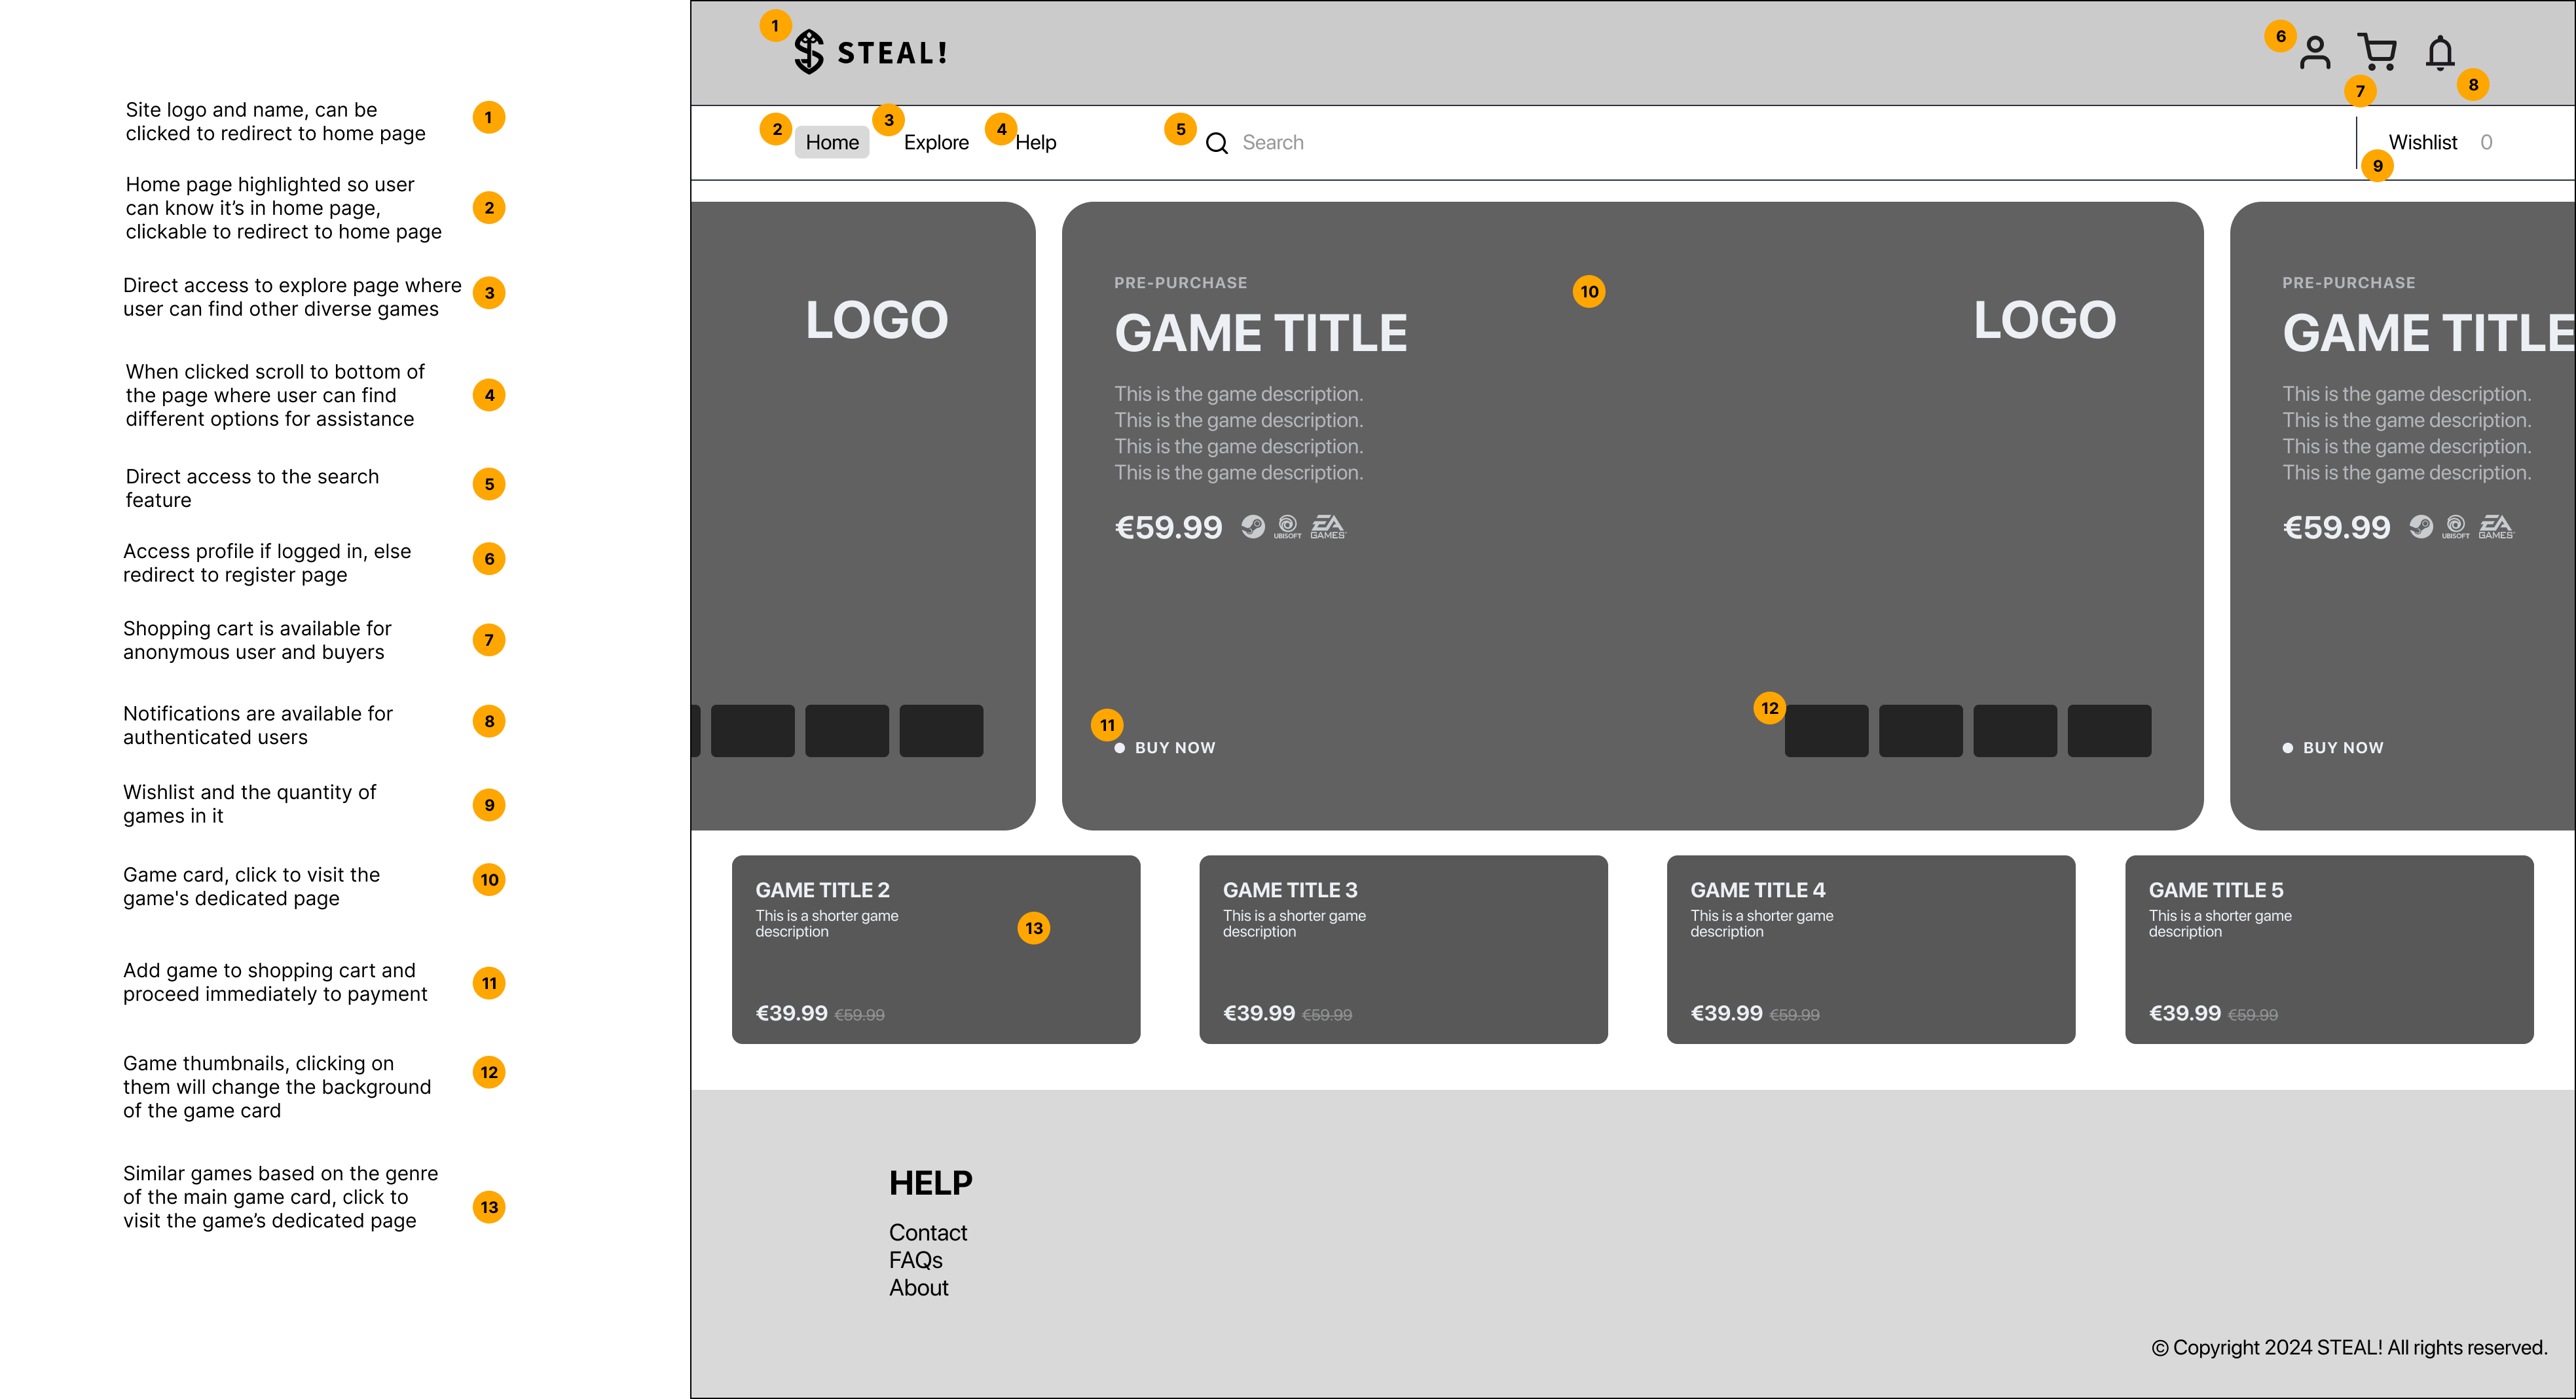 Site logo and name, can be
clicked to redirect to home page
1
Home page highlighted so user
can know it's in home page,
clickable to redirect to home page
2
Direct access to explore page where
user can find other diverse games
3
When clicked scroll to bottom of
the page where user can find
different options for assistance
4
Direct access to the search
feature
5
Access profile if logged in, else
redirect to register page
6
Shopping cart is available for
anonymous user and buyers
7
Notifications are available for
authenticated users
8
Wishlist and the quantity of
games in it
9
Game card, click to visit the
game's dedicated page
10
Add game to shopping cart and
proceed immediately to payment
11
Game thumbnails, clicking on
them will change the background
of the game card
12
Similar games based on the genre
of the main game card, click to
visit the game's dedicated page
13
1
STEAL!
6
7
8
2
Home
3
Explore
4
Help
5
Search
9
Wishlist 0
LOGO
PRE-PURCHASE
GAME TITLE
10
LOGO
This is the game description.
This is the game description.
This is the game description.
This is the game description.
€59.99
UBISOFT
EA GAMES
11
BUY NOW
12
PRE-PURCHASE
GAME TITLE
This is the game description.
This is the game description.
This is the game description.
This is the game description.
€59.99
UBISOFT
EA GAMES
BUY NOW
GAME TITLE 2
This is a shorter game
description
13
€39.99 €59.99
GAME TITLE 3
This is a shorter game
description
€39.99 €59.99
GAME TITLE 4
This is a shorter game
description
€39.99 €59.99
GAME TITLE 5
This is a shorter game
description
€39.99 €59.99
HELP
Contact
FAQs
About
© Copyright 2024 STEAL! All rights reserved.